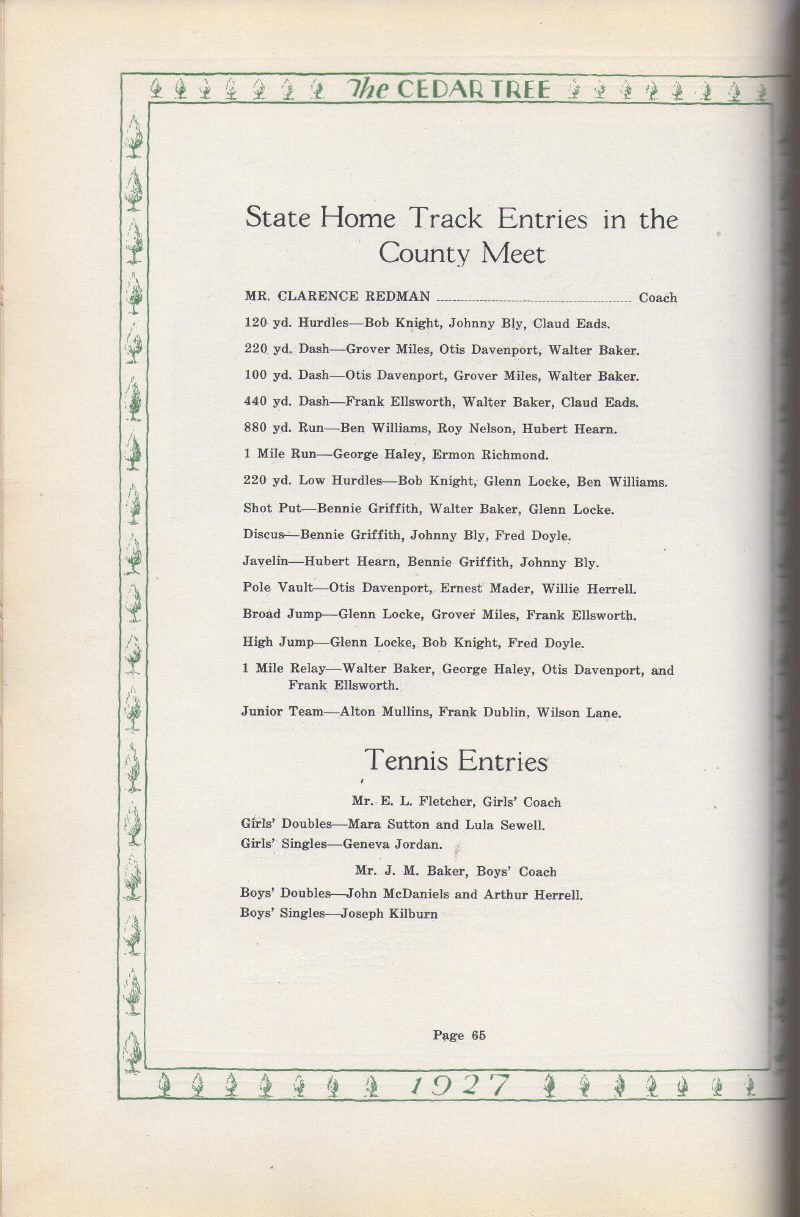 The CEDAR TREE
State Home Track Entries in the
County Meet
MR. CLARENCE REDMAN ---------------------------------------- Coach
120 yd. Hurdles—Bob Knight, Johnny Bly, Claud Eads.
220 yd. Dash—Grover Miles, Otis Davenport, Walter Baker.
100 yd. Dash—Otis Davenport, Grover Miles, Walter Baker.
440 yd. Dash—Frank Ellsworth, Walter Baker, Claud Eads.
880 yd. Run—Ben Williams, Roy Nelson, Hubert Hearn.
1 Mile Run—George Haley, Ermon Richmond.
220 yd. Low Hurdles—Bob Knight, Glenn Locke, Ben Williams.
Shot Put—Bennie Griffith, Walter Baker, Glenn Locke.
Discus—Bennie Griffith, Johnny Bly, Fred Doyle.
Javelin—Hubert Hearn, Bennie Griffith, Johnny Bly.
Pole Vault—Otis Davenport, Ernest Mader, Willie Herrell.
Broad Jump—Glenn Locke, Grover Miles, Frank Ellsworth.
High Jump—Glenn Locke, Bob Knight, Fred Doyle.
1 Mile Relay—Walter Baker, George Haley, Otis Davenport, and
Frank Ellsworth.
Junior Team—Alton Mullins, Frank Dublin, Wilson Lane.
Tennis Entries
Mr. E. L. Fletcher, Girls' Coach
Girls' Doubles—Mara Sutton and Lula Sewell.
Girls' Singles—Geneva Jordan.
Mr. J. M. Baker, Boys' Coach
Boys' Doubles—John McDaniels and Arthur Herrell.
Boys' Singles—Joseph Kilburn
Page 65
1927